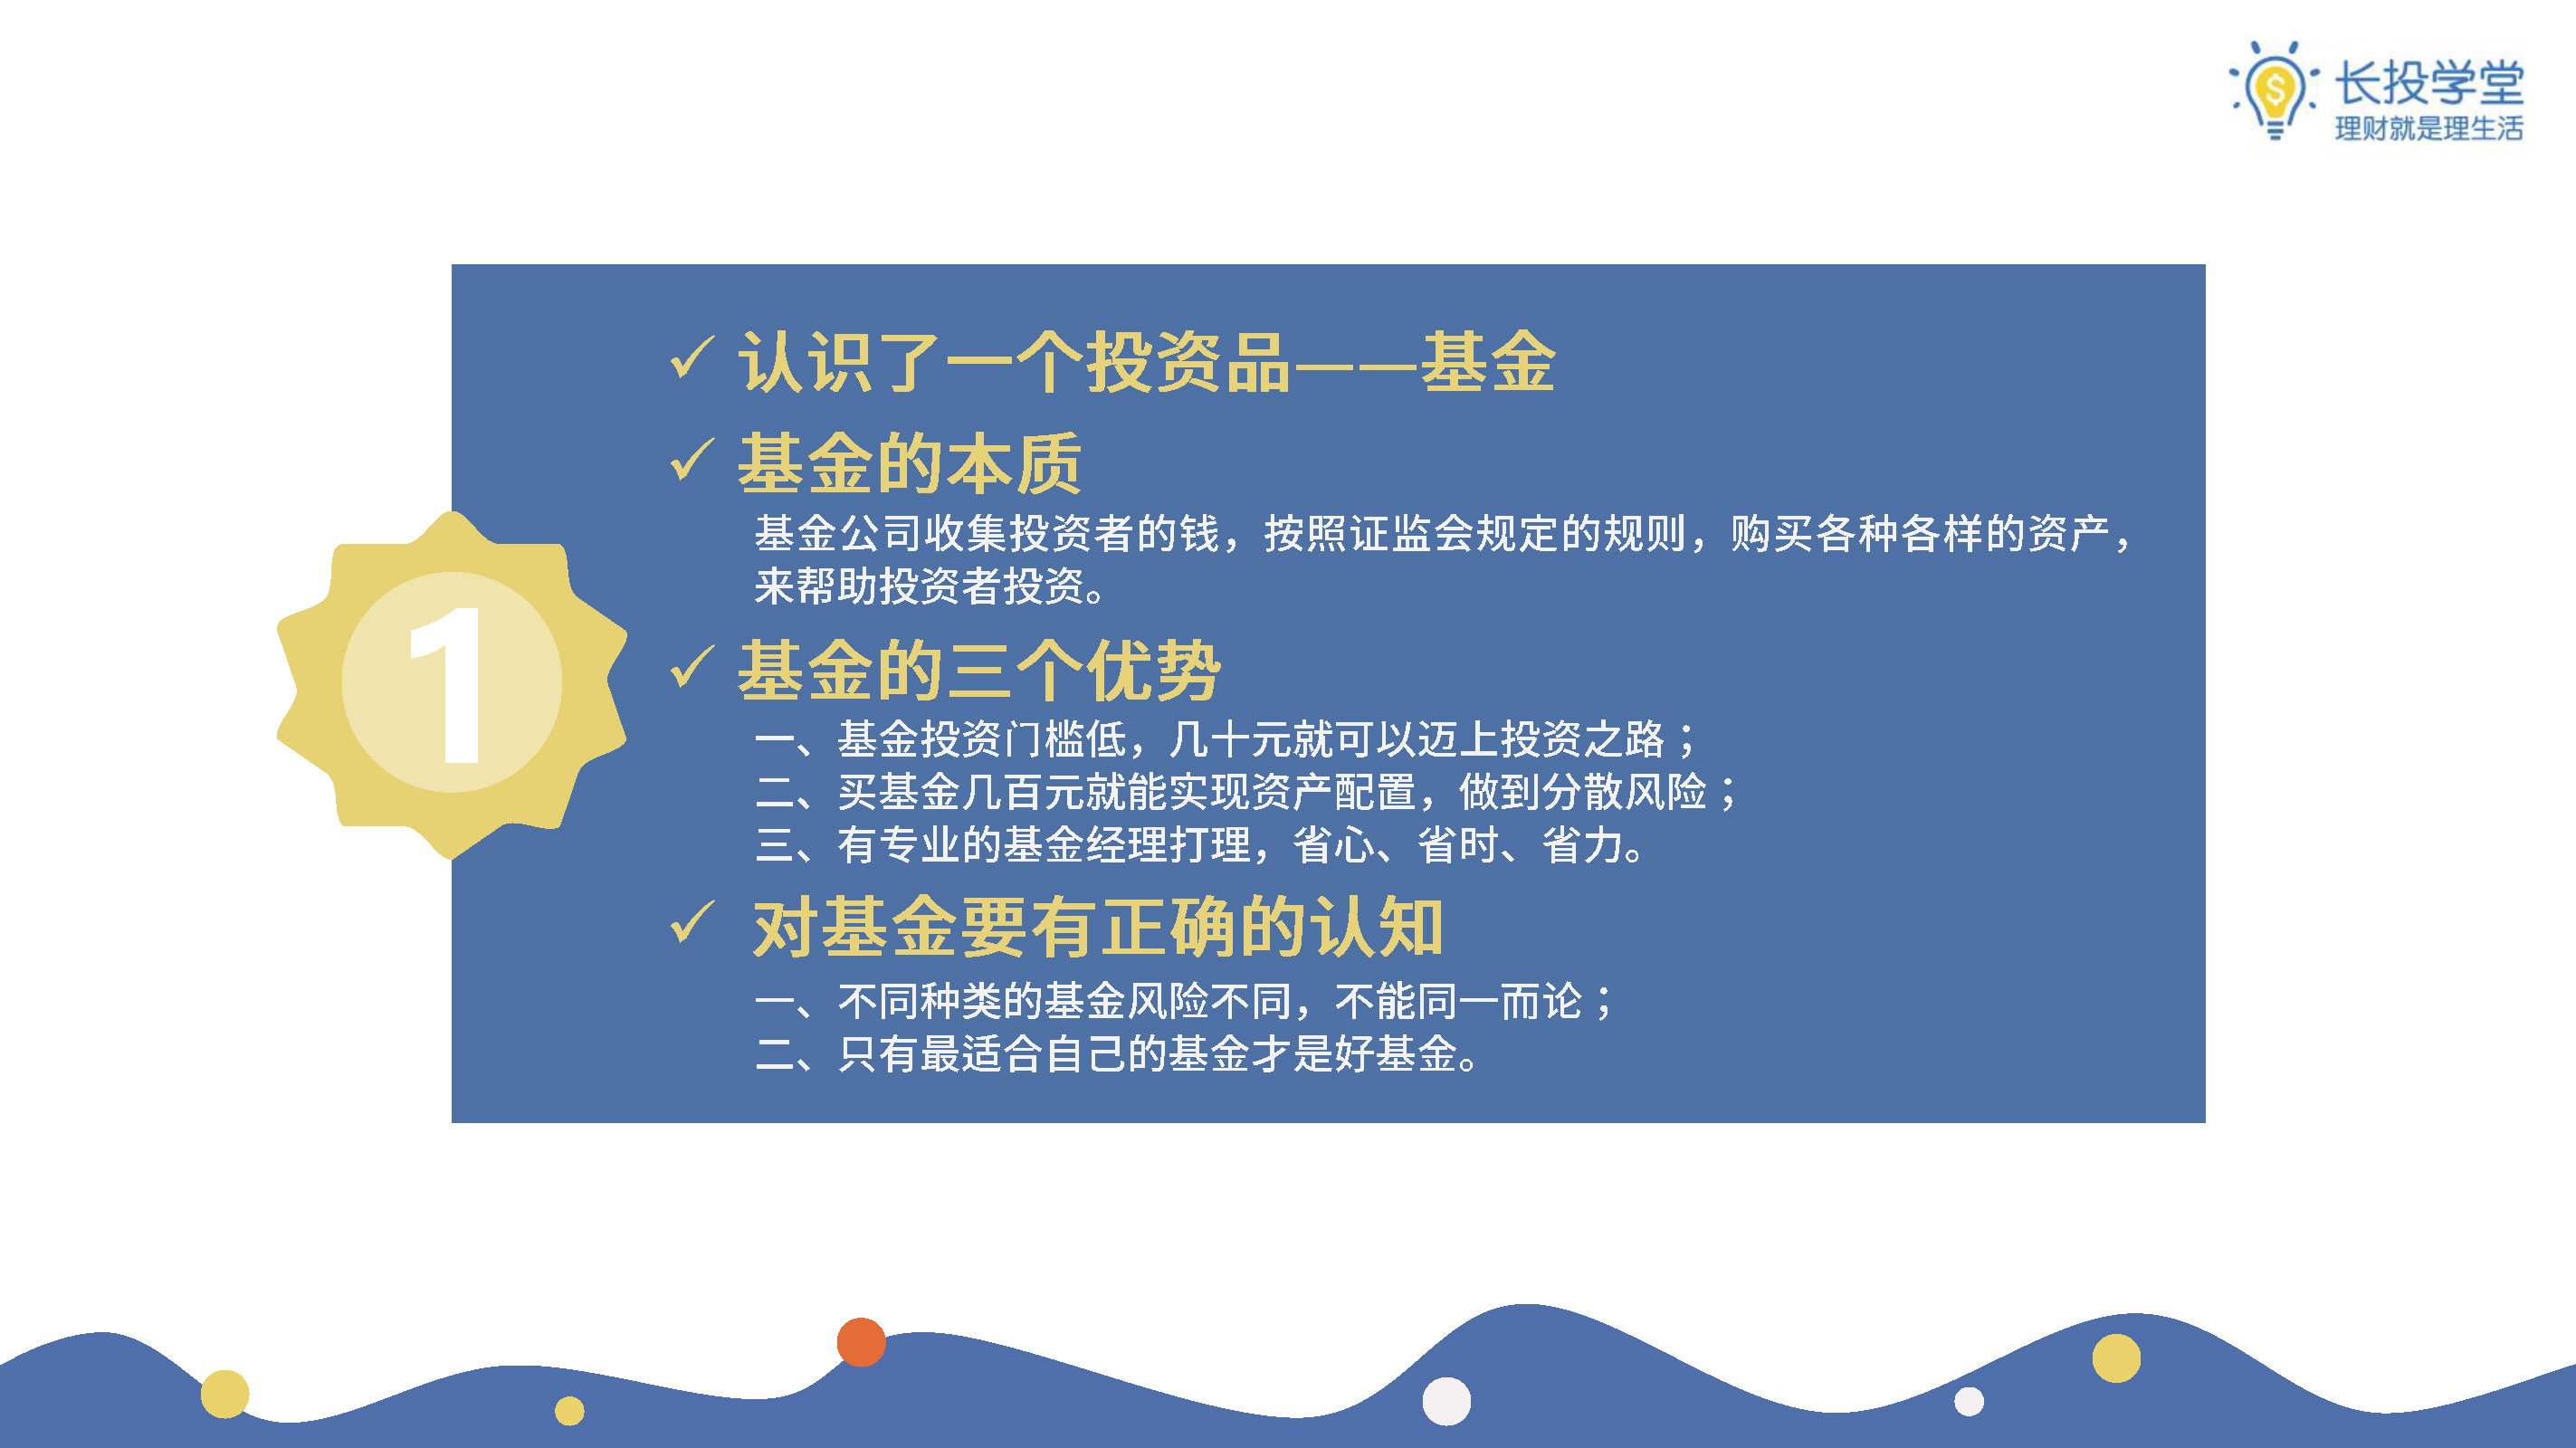 长投学堂
理财就是理生活
✓ 认识了一个投资品——基金
✓ 基金的本质
基金公司收集投资者的钱，按照证监会规定的规则，购买各种各样的资产，
来帮助投资者投资。
1
✓ 基金的三个优势
一、基金投资门槛低，几十元就可以迈上投资之路；
二、买基金几百元就能实现资产配置，做到分散风险；
三、有专业的基金经理打理，省心、省时、省力。
✓ 对基金要有正确的认知
一、不同种类的基金风险不同，不能同一而论；
二、只有最适合自己的基金才是好基金。